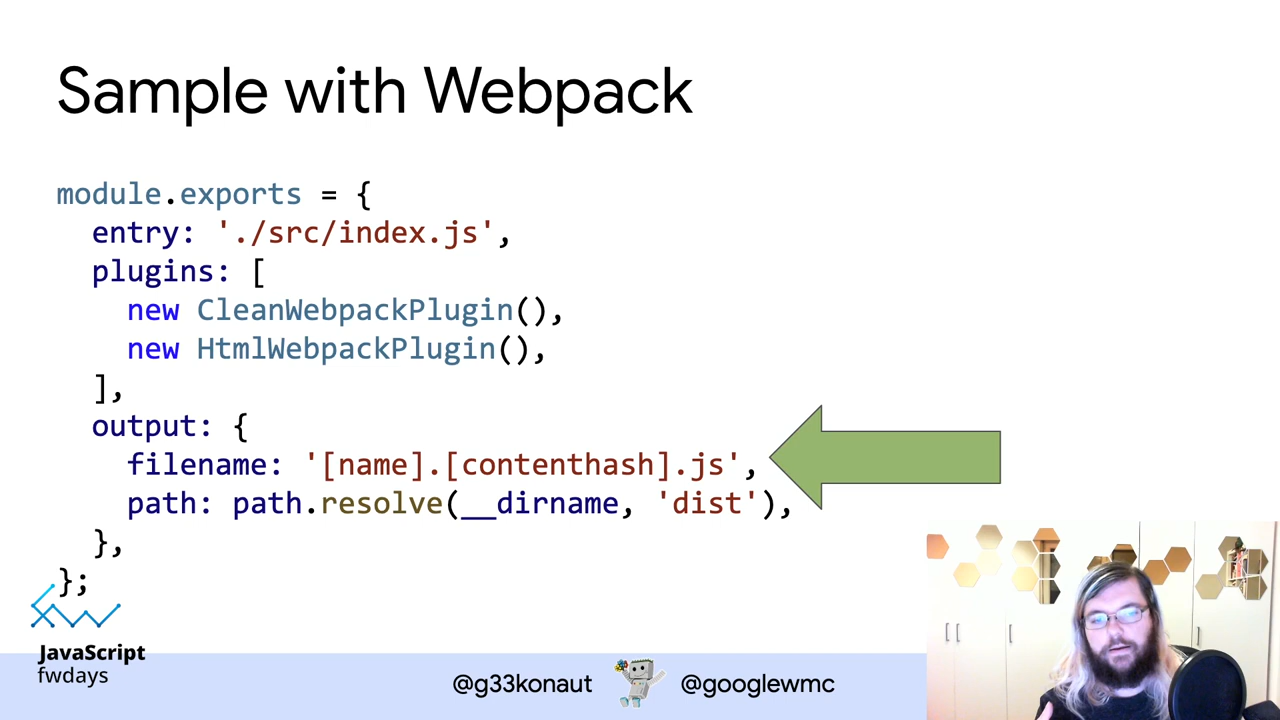 Sample with Webpack
module.exports = {
entry: './src/index.js',
plugins: [
new CleanWebpackPlugin(),
new HtmlWebpackPlugin(),
],
output: {
filename: '[name].[contenthash].js',
path: path.resolve(__dirname, 'dist'),
},
};
JavaScript
fwdays
@g33konaut
@googlewmc